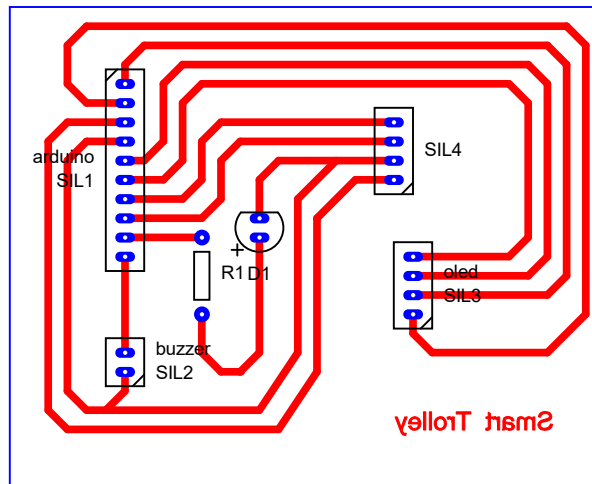 arduino
SIL1
SIL4
R1
D1
oled
SIL3
buzzer
SIL2
Smart Trolley